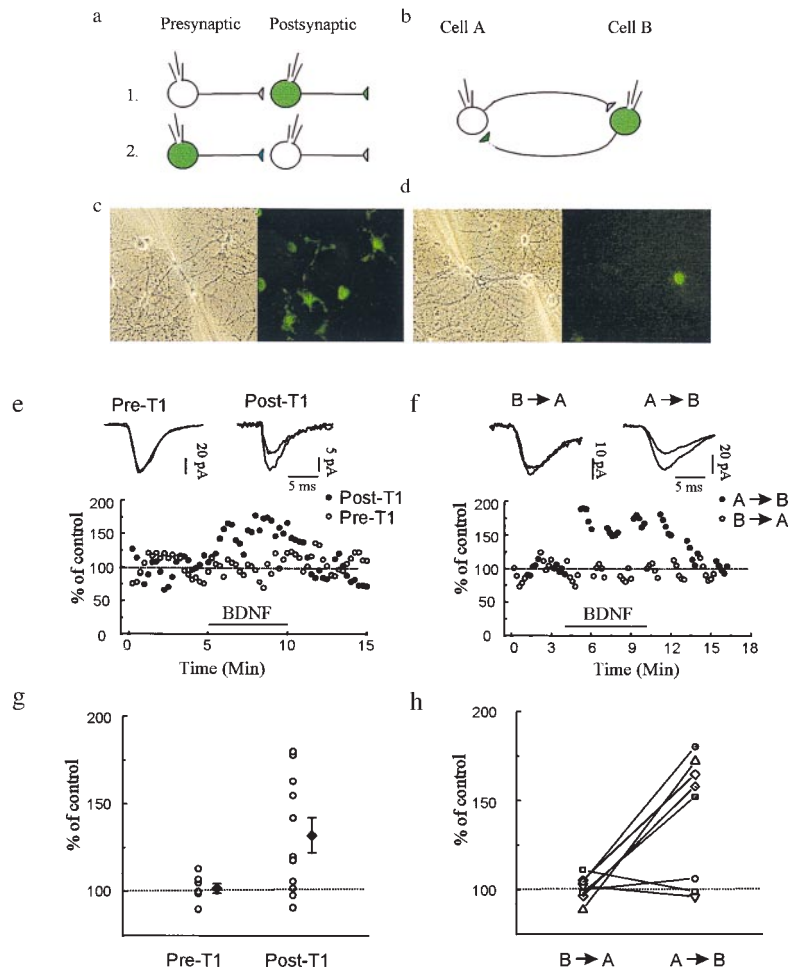 a
Presynaptic Postsynaptic
1.
2.
b
Cell A Cell B
c
d
e
Pre-T1 Post-T1
20 pA
5 pA
5 ms
Post-T1
Pre-T1
% of control
200
150
100
50
0
BDNF
0 5 10 15
Time (Min)
f
B → A A → B
10 pA
20 pA
5 ms
A → B
B → A
% of control
200
150
100
50
0
BDNF
0 3 6 9 12 15 18
Time (Min)
g
% of control
200
150
100
Pre-T1 Post-T1
h
% of control
200
150
100
B → A A → B